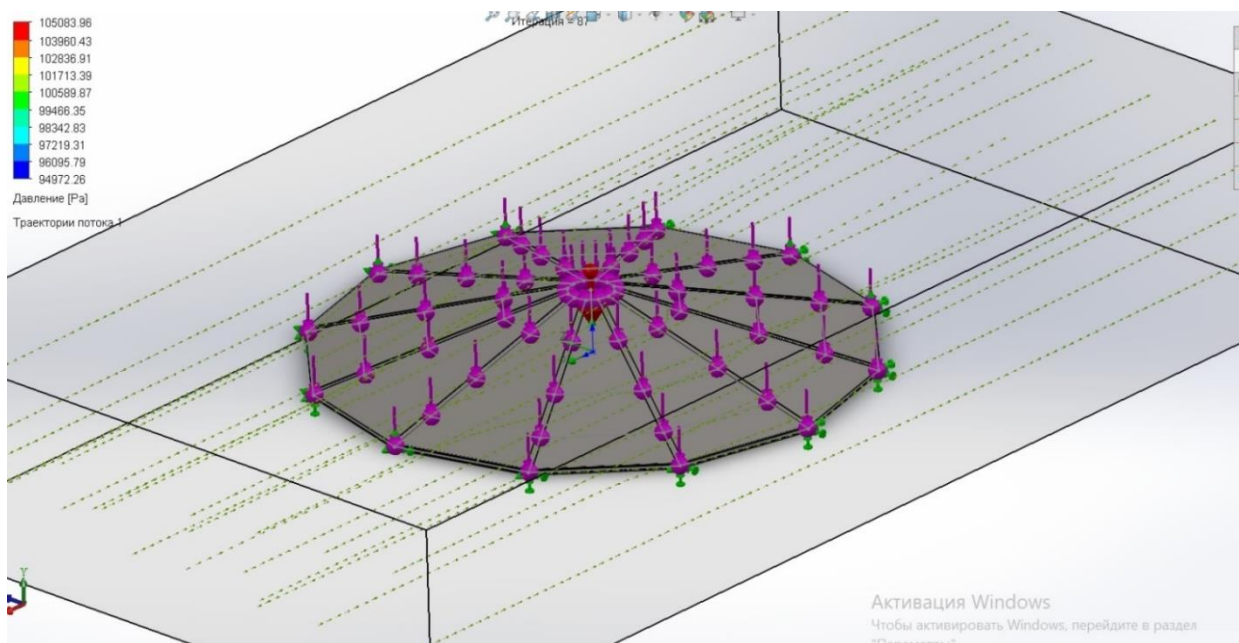 105083.96
103960.43
102836.91
101713.39
100589.87
99466.35
98342.83
97219.31
96095.79
94972.26
Давление [Pa]
Траектории потока 1
Итерация = 87
Y
Активация Windows
Чтобы активировать Windows, перейдите в раздел
"Параметры"